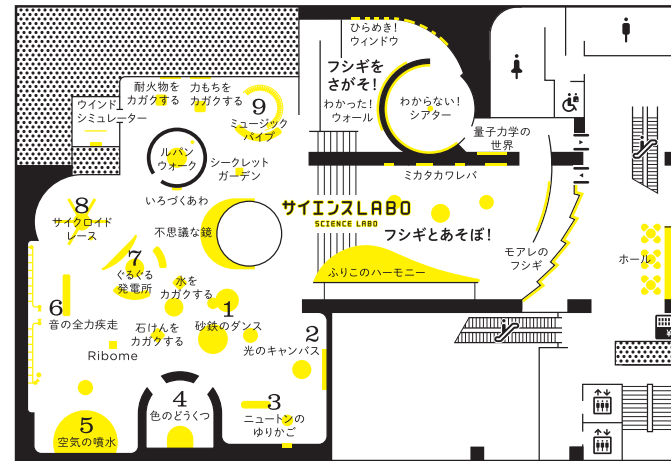 ひらめき!
ウィンドウ
フシギを
さがそ!
わかった!
ウォール
わからない!
シアター
量子力学の
世界
耐火物を
カガクする
力もちを
カガクする
ウインド
シミュレーター
9
ミュージック
パイプ
ルパン
ウォーク
シークレット
ガーデン
いろづくあわ
ミカタカワレバ
サイエンスLABO
SCIENCE LABO
フシギとあそぼ!
8
サイクロイド
レース
不思議な鏡
7
ぐるぐる
発電所
水を
カガクする
モアレの
フシギ
ホール
ふりこのハーモニー
6
音の全力疾走
1
砂鉄のダンス
石けんを
カガクする
2
光のキャンバス
Ribome
4
色のどうくつ
3
ニュートンの
ゆりかご
5
空気の噴水